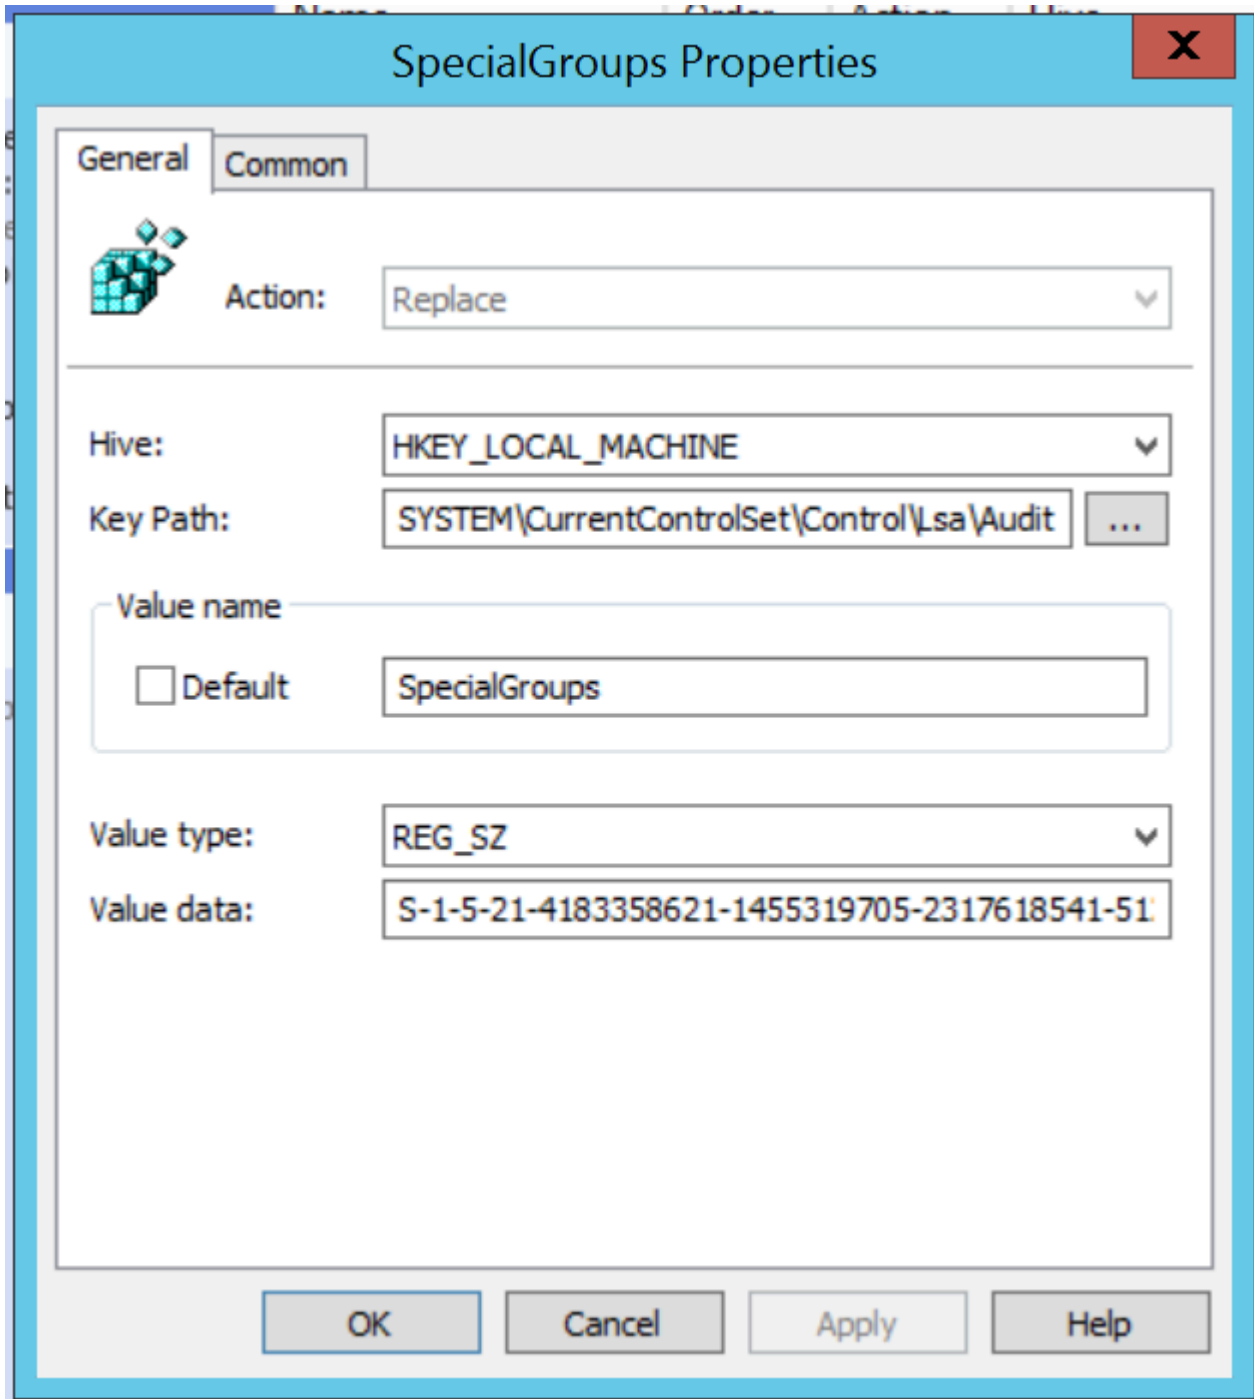 SpecialGroups Properties
X
General Common
Action: Replace
Hive: HKEY_LOCAL_MACHINE
Key Path: SYSTEM\CurrentControlSet\Control\Lsa\Audit ...
Value name
Default SpecialGroups
Value type: REG_SZ
Value data: S-1-5-21-4183358621-1455319705-2317618541-51
OK Cancel Apply Help